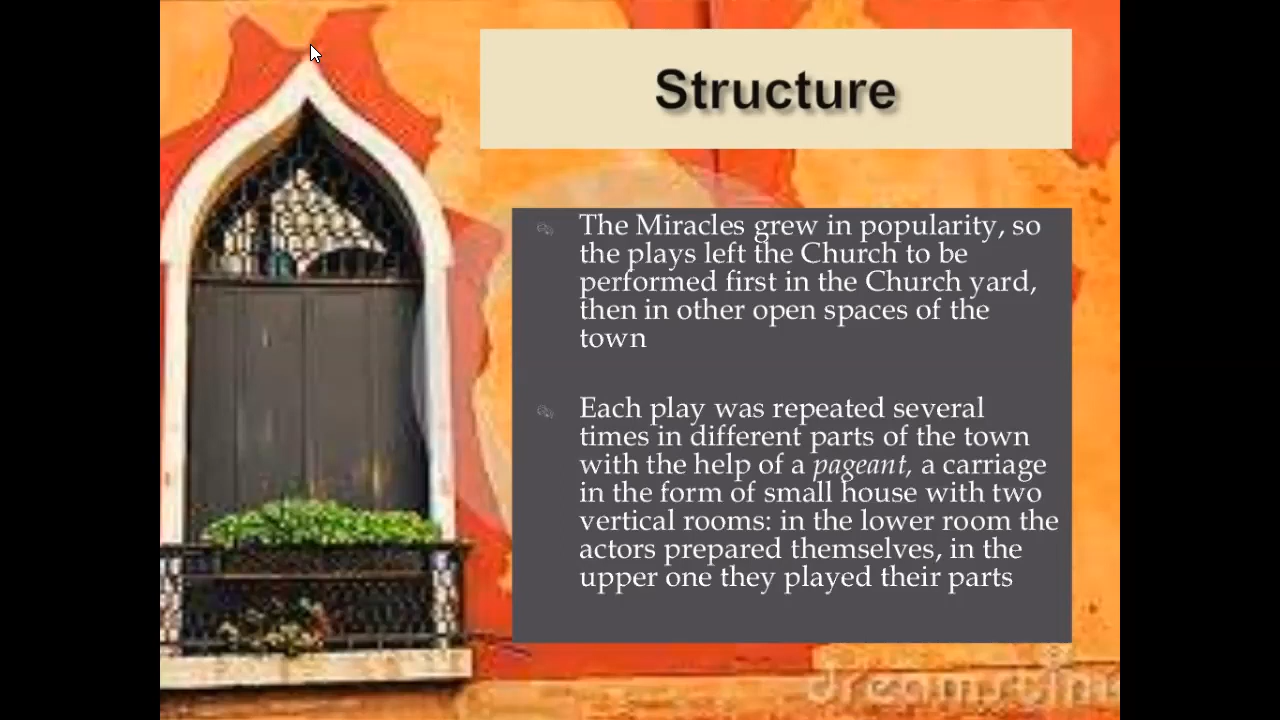 Structure
The Miracles grew in popularity, so
the plays left the Church to be
performed first in the Church yard,
then in other open spaces of the
town
Each play was repeated several
times in different parts of the town
with the help of a pageant, a carriage
in the form of small house with two
vertical rooms: in the lower room the
actors prepared themselves, in the
upper one they played their parts
dreamstime